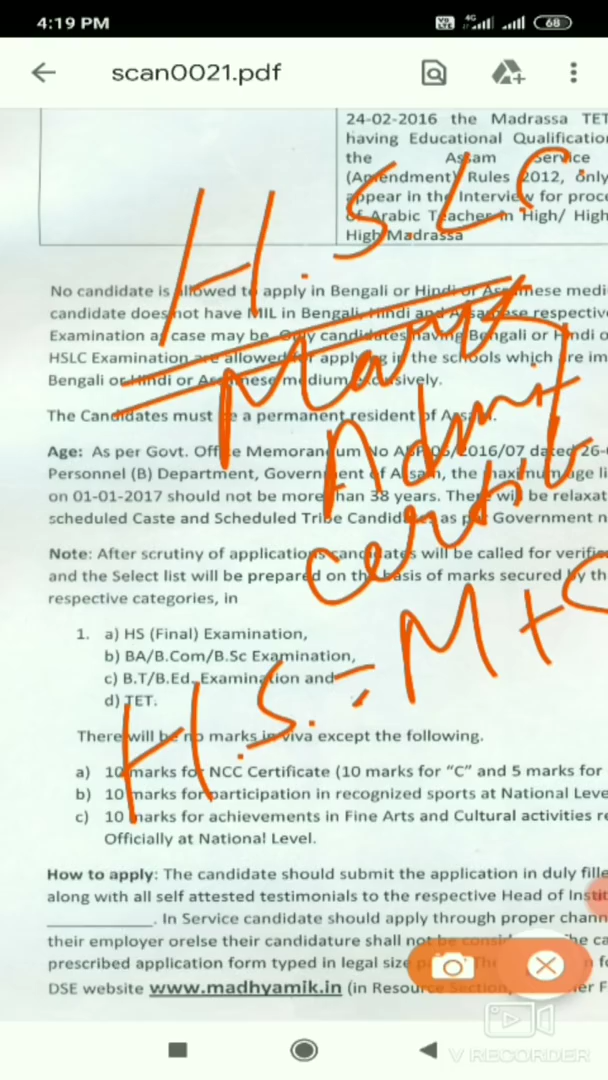 4:19 PM
Vo LTE 4G 68
scan0021.pdf
24-02-2016 the Madrassa TET
having Educational Qualificatio
the Assam Service
(Amendment) Rules 2012, only
appear in the Interview for proce
of Arabic Teacher in High/ High
High Madrassa
H.S.LC
No candidate is allowed to apply in Bengali or Hindi or Assamese medi
candidate does not have MIL in Bengali, Hindi and Assamese respective
Examination as case may be. Only candidates having Bengali or Hindi o
HSLC Examination are allowed for applying in the schools which are im
Bengali or Hindi or Assamese medium exclusively.
Marks
The Candidates must be a permanent resident of Assam.
Admit
Age: As per Govt. Office Memorandum No ABP.06/2016/07 dated 26-
Personnel (B) Department, Government of Assam, the maximum age li
on 01-01-2017 should not be more than 38 years. There will be relaxat
scheduled Caste and Scheduled Tribe Candidates as per Government n
Note: After scrutiny of applications candidates will be called for verific
and the Select list will be prepared on the basis of marks secured by th
respective categories, in
1. a) HS (Final) Examination,
b) BA/B.Com/B.Sc Examination,
c) B.T/B.Ed. Examination and
d) TET.
H.S. = M+C
There will be no marks in viva except the following.
a) 10 marks for NCC Certificate (10 marks for “C” and 5 marks for
b) 10 marks for participation in recognized sports at National Leve
c) 10 marks for achievements in Fine Arts and Cultural activities re
Officially at National Level.
How to apply: The candidate should submit the application in duly fille
along with all self attested testimonials to the respective Head of Instit
____________. In Service candidate should apply through proper chann
their employer orelse their candidature shall not be consi he ca
prescribed application form typed in legal size
DSE website www.madhyamik.in (in Resource Section,
V RECORDER